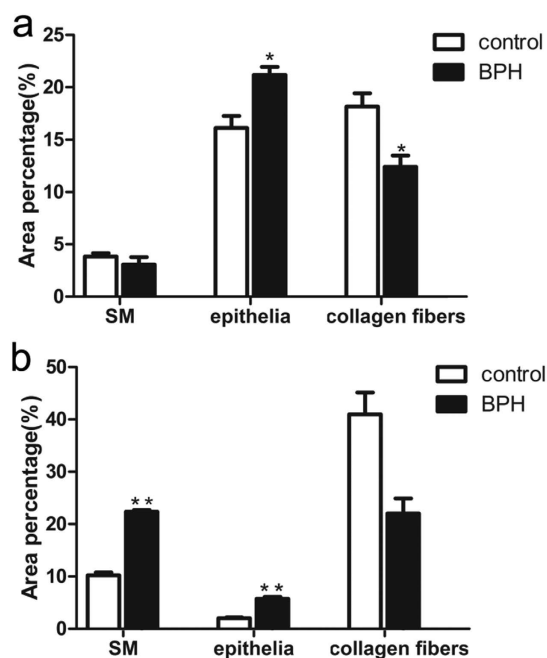 a
control
BPH
Area percentage(%)
25
20
15
10
5
0
*
*
SM
epithelia
collagen fibers
b
control
BPH
Area percentage(%)
50
40
30
20
10
0
**
**
SM
epithelia
collagen fibers